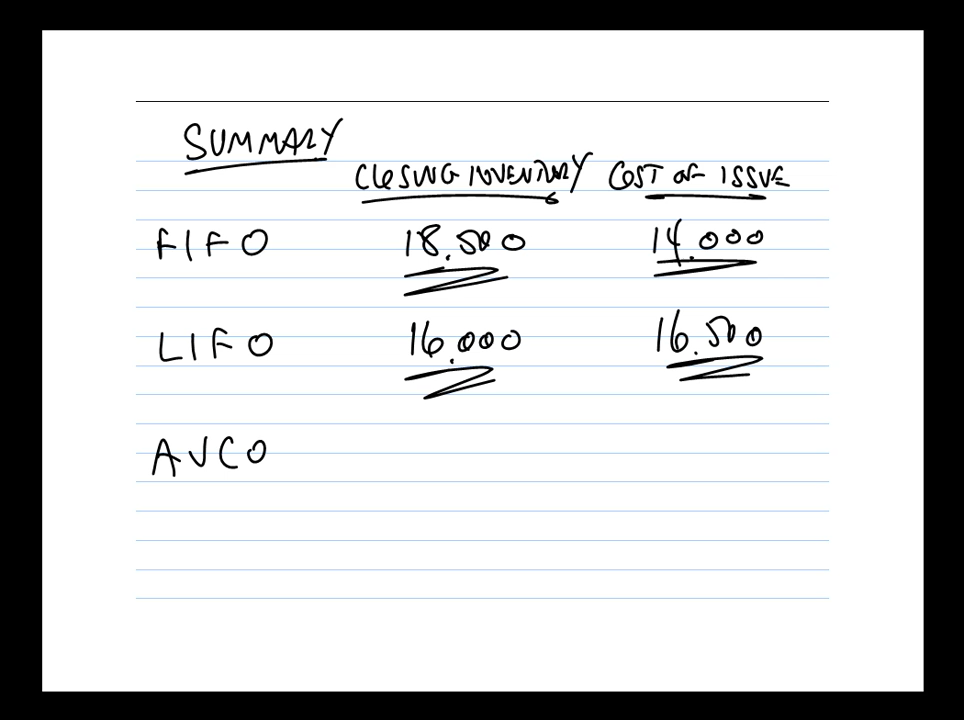 SUMMARY
CLOSING INVENTORY COST OF ISSUE
FIFO 18.500 14.000
LIFO 16.000 16.500
AVCO